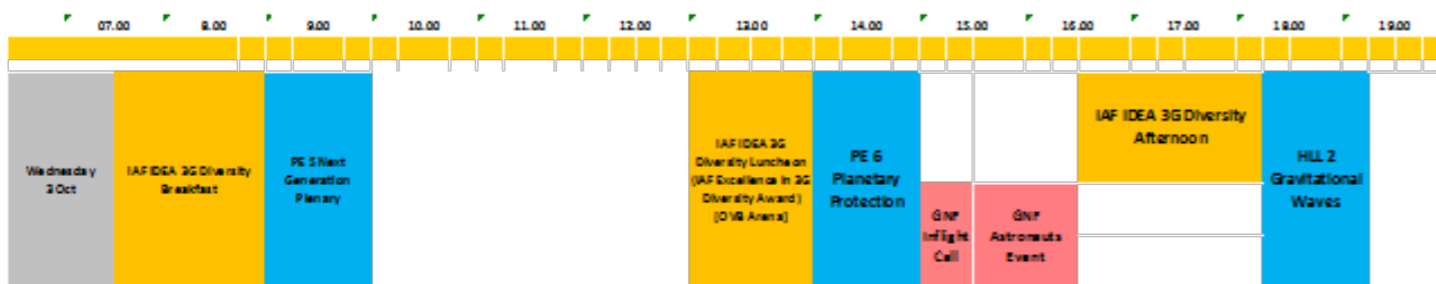 07.00 8.00 9.00 10.00 11.00 12.00 13.00 14.00 15.00 16.00 17.00 18.00 19.00
Wednesday
3 Oct
IAF IDEA 3G Diversity
Breakfast
PE 5 Next
Generation
Plenary
IAF IDEA 3G
Diversity Luncheon
(IAF Excellence in 3G
Diversity Award)
[OVB Arena]
PE 6
Planetary
Protection
GNF
Inflight
Call
GNF
Astronauts
Event
IAF IDEA 3G Diversity
Afternoon
HLL 2
Gravitational
Waves